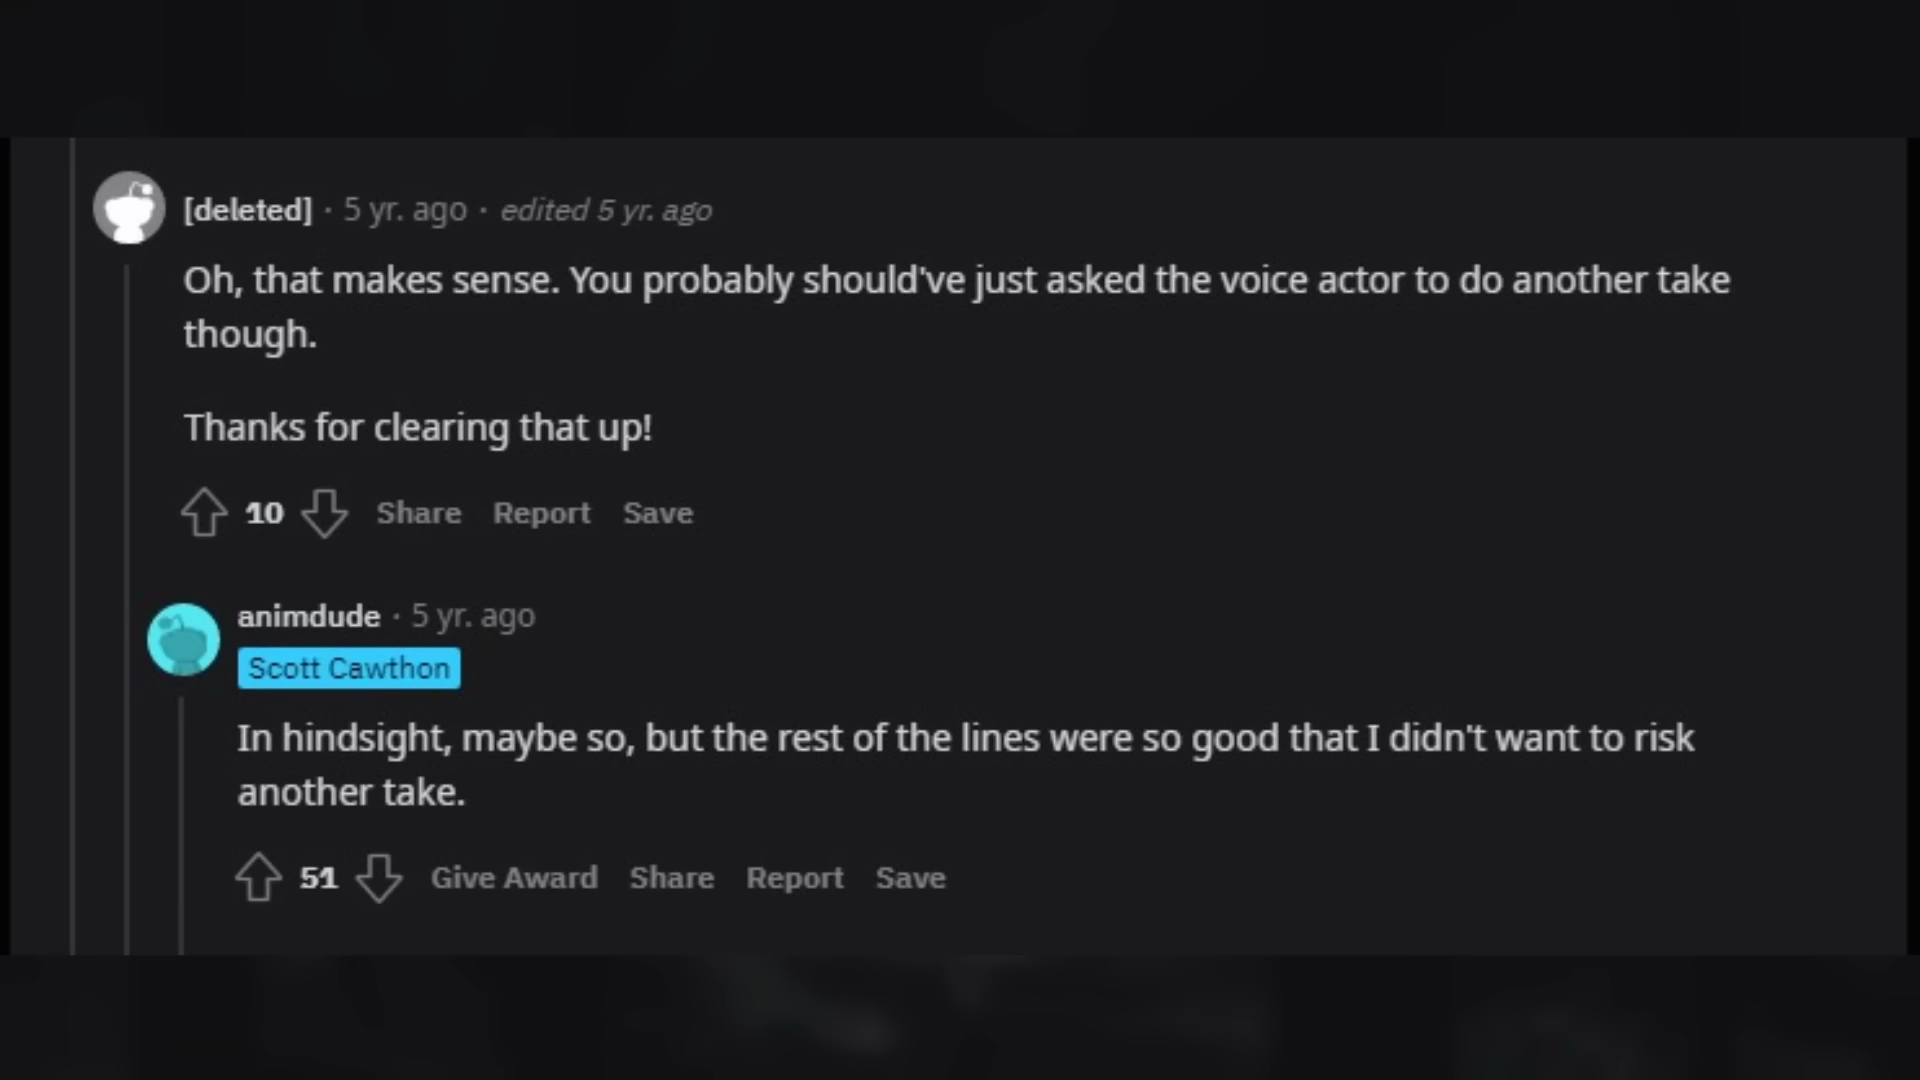 [deleted] · 5 yr. ago · edited 5 yr. ago
Oh, that makes sense. You probably should've just asked the voice actor to do another take
though.
Thanks for clearing that up!
10 Share Report Save
animdude · 5 yr. ago
Scott Cawthon
In hindsight, maybe so, but the rest of the lines were so good that I didn't want to risk
another take.
51 Give Award Share Report Save